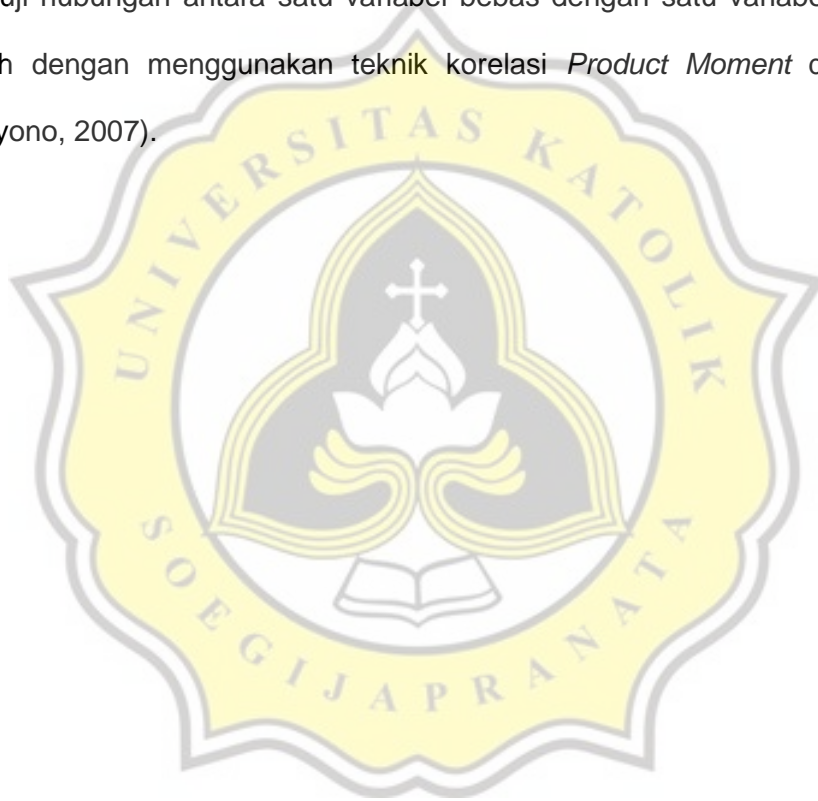 uji hubungan antara satu variabel bebas dengan satu
h dengan menggunakan teknik korelasi Product Moment
yono, 2007).
UNIVERSITAS KATOLIK
SOEGIJAPRANATA